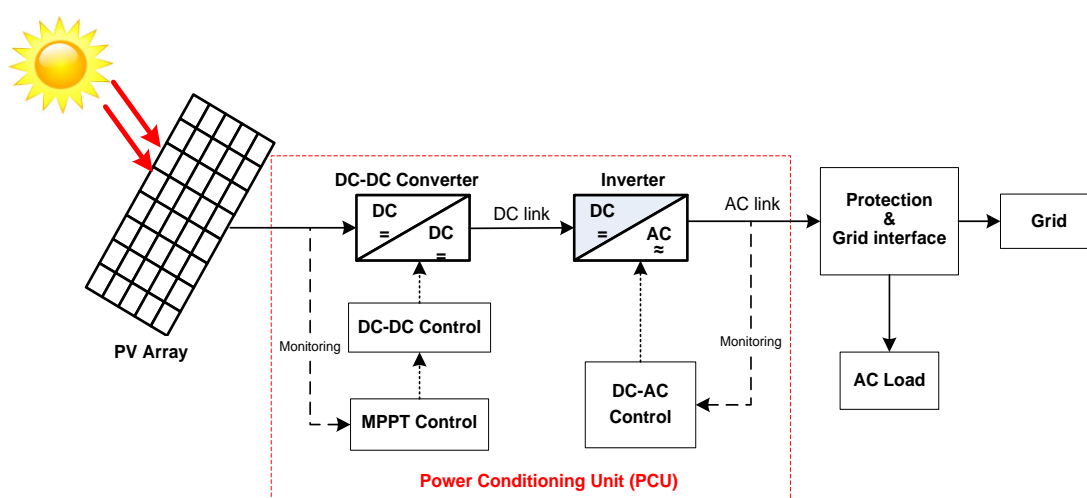 DC-DC Converter
DC
=
DC
=
DC link
Inverter
DC
=
AC
≈
AC link
Protection
&
Grid interface
Grid
PV Array
Monitoring
DC-DC Control
MPPT Control
DC-AC
Control
Monitoring
AC Load
Power Conditioning Unit (PCU)